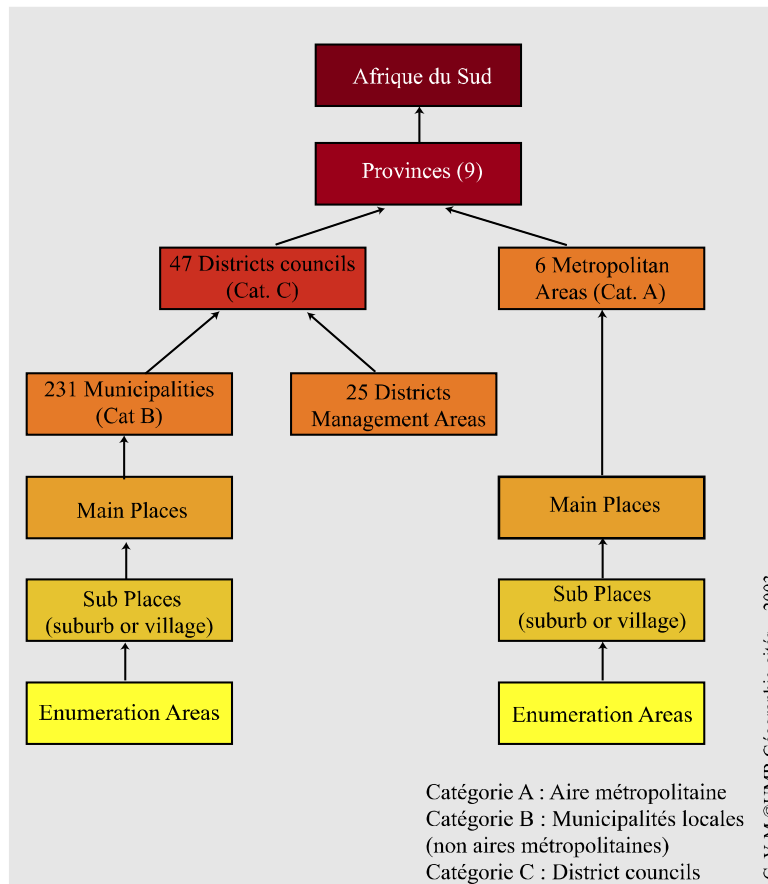 Afrique du Sud
Provinces (9)
47 Districts councils
(Cat. C)
6 Metropolitan
Areas (Cat. A)
231 Municipalities
(Cat B)
25 Districts
Management Areas
Main Places
Main Places
Sub Places
(suburb or village)
Sub Places
(suburb or village)
Enumeration Areas
Enumeration Areas
Catégorie A : Aire métropolitaine
Catégorie B : Municipalités locales
(non aires métropolitaines)
Catégorie C : District councils